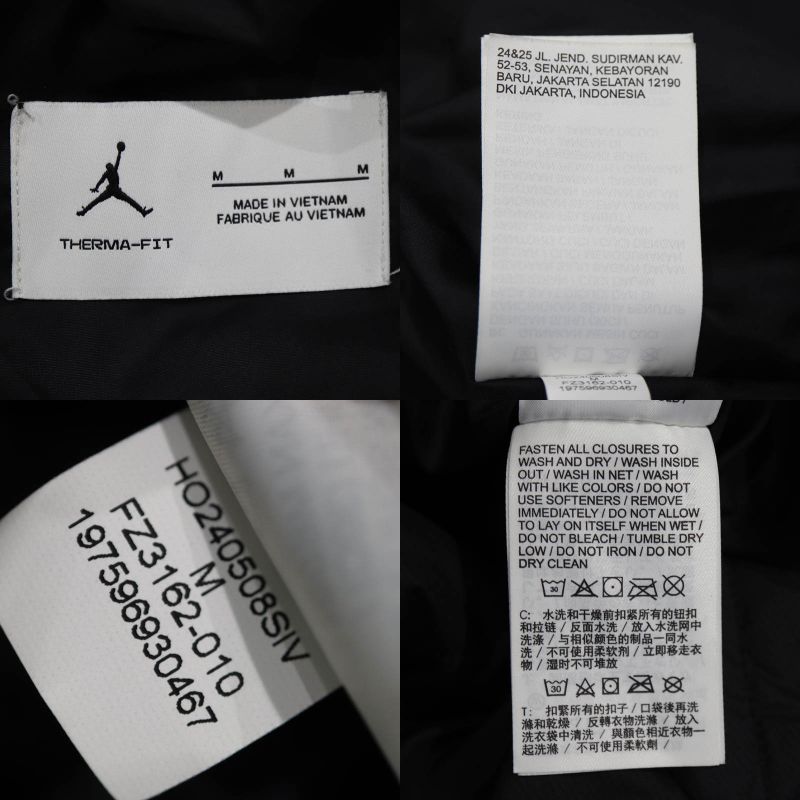 M M M
MADE IN VIETNAM
FABRIQUE AU VIETNAM
THERMA-FIT
24&25 JL. JEND. SUDIRMAN KAV.
52-53, SENAYAN, KEBAYORAN
BARU, JAKARTA SELATAN 12190
DKI JAKARTA, INDONESIA
HO240508SIV
M
FZ3162-010
197596930467
HO240508SIV
M
FZ3162-010
197596930467
FASTEN ALL CLOSURES TO
WASH AND DRY / WASH INSIDE
OUT / WASH IN NET / WASH
WITH LIKE COLORS / DO NOT
USE SOFTENERS / REMOVE
IMMEDIATELY / DO NOT ALLOW
TO LAY ON ITSELF WHEN WET /
DO NOT BLEACH / TUMBLE DRY
LOW / DO NOT IRON / DO NOT
DRY CLEAN
30
C: 水洗和干燥前扣紧所有的钮扣
和拉链 / 反面水洗 / 放入水洗网中
洗涤 / 与相似颜色的制品一同水
洗 / 不可使用柔软剂 / 立即移走衣
物 / 湿时不可堆放
30
T: 扣緊所有的扣子 / 口袋後再洗
滌和乾燥 / 反轉衣物洗滌 / 放入
洗衣袋中清洗 / 與顏色相近衣物一
起洗滌 / 不可使用柔軟劑 /